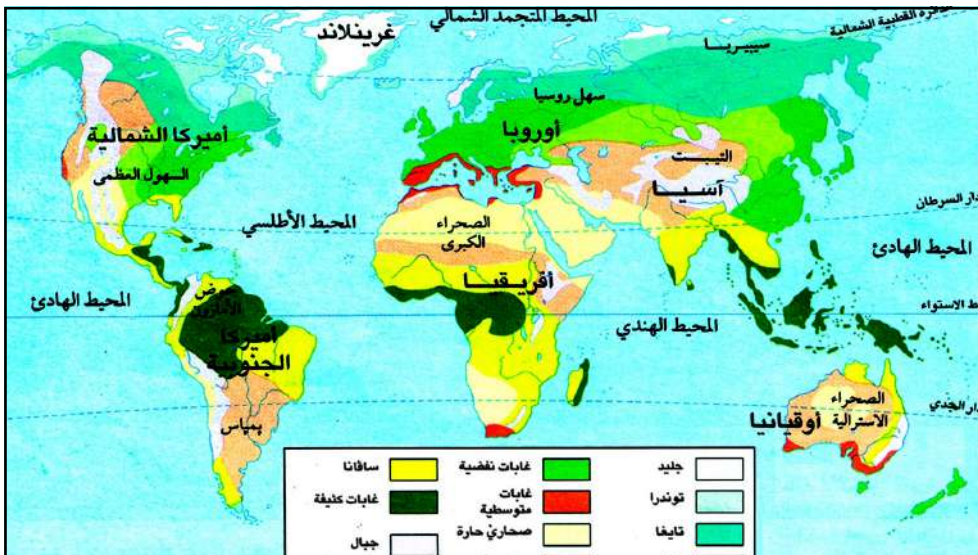 المحيط المتجمد الشمالي
الدائرة القطبية الشمالية
غرينلاند
سيبيريا
سهل روسيا
أوروبا
أميركا الشمالية
السهول العظمى
التيبت
آسيا
مدار السرطان
المحيط الأطلسي
الصحراء
الكبرى
المحيط الهادئ
أفريقيا
المحيط الهادئ
حوض
الأمازون
خط الاستواء
المحيط الهندي
أميركا
الجنوبية
الصحراء
الاسترالية
مدار الجدي
أوقيانيا
بمباس
جليد
غابات نفضية
ساڤانا
توندرا
غابات
متوسطية
غابات كثيفة
تايغا
صحاريٰ حارة
جبال